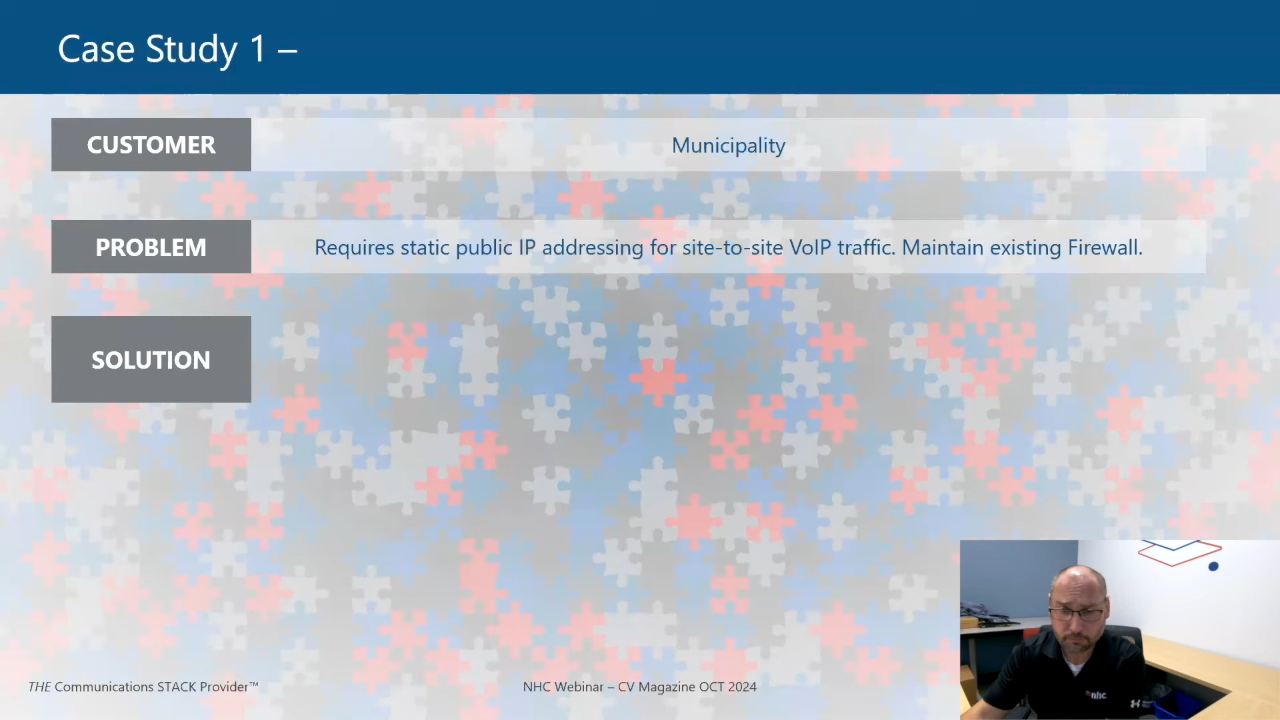 Case Study 1 –
CUSTOMER
Municipality
PROBLEM
Requires static public IP addressing for site-to-site VoIP traffic. Maintain existing Firewall.
SOLUTION
THE Communications STACK Provider™
NHC Webinar – CV Magazine OCT 2024
nhc